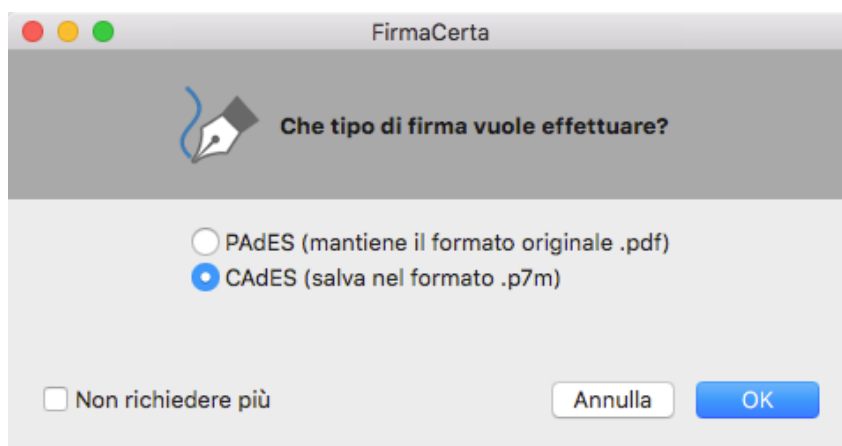 FirmaCerta
Che tipo di firma vuole effettuare?
PAdES (mantiene il formato originale .pdf)
CAdES (salva nel formato .p7m)
Non richiedere più
Annulla
OK